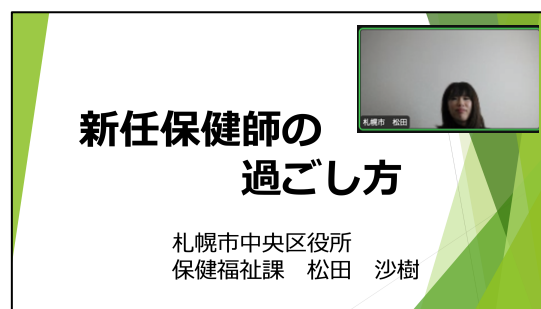 新任保健師の
過ごし方
札幌市中央区役所
保健福祉課　松田　沙樹
札幌市　松田